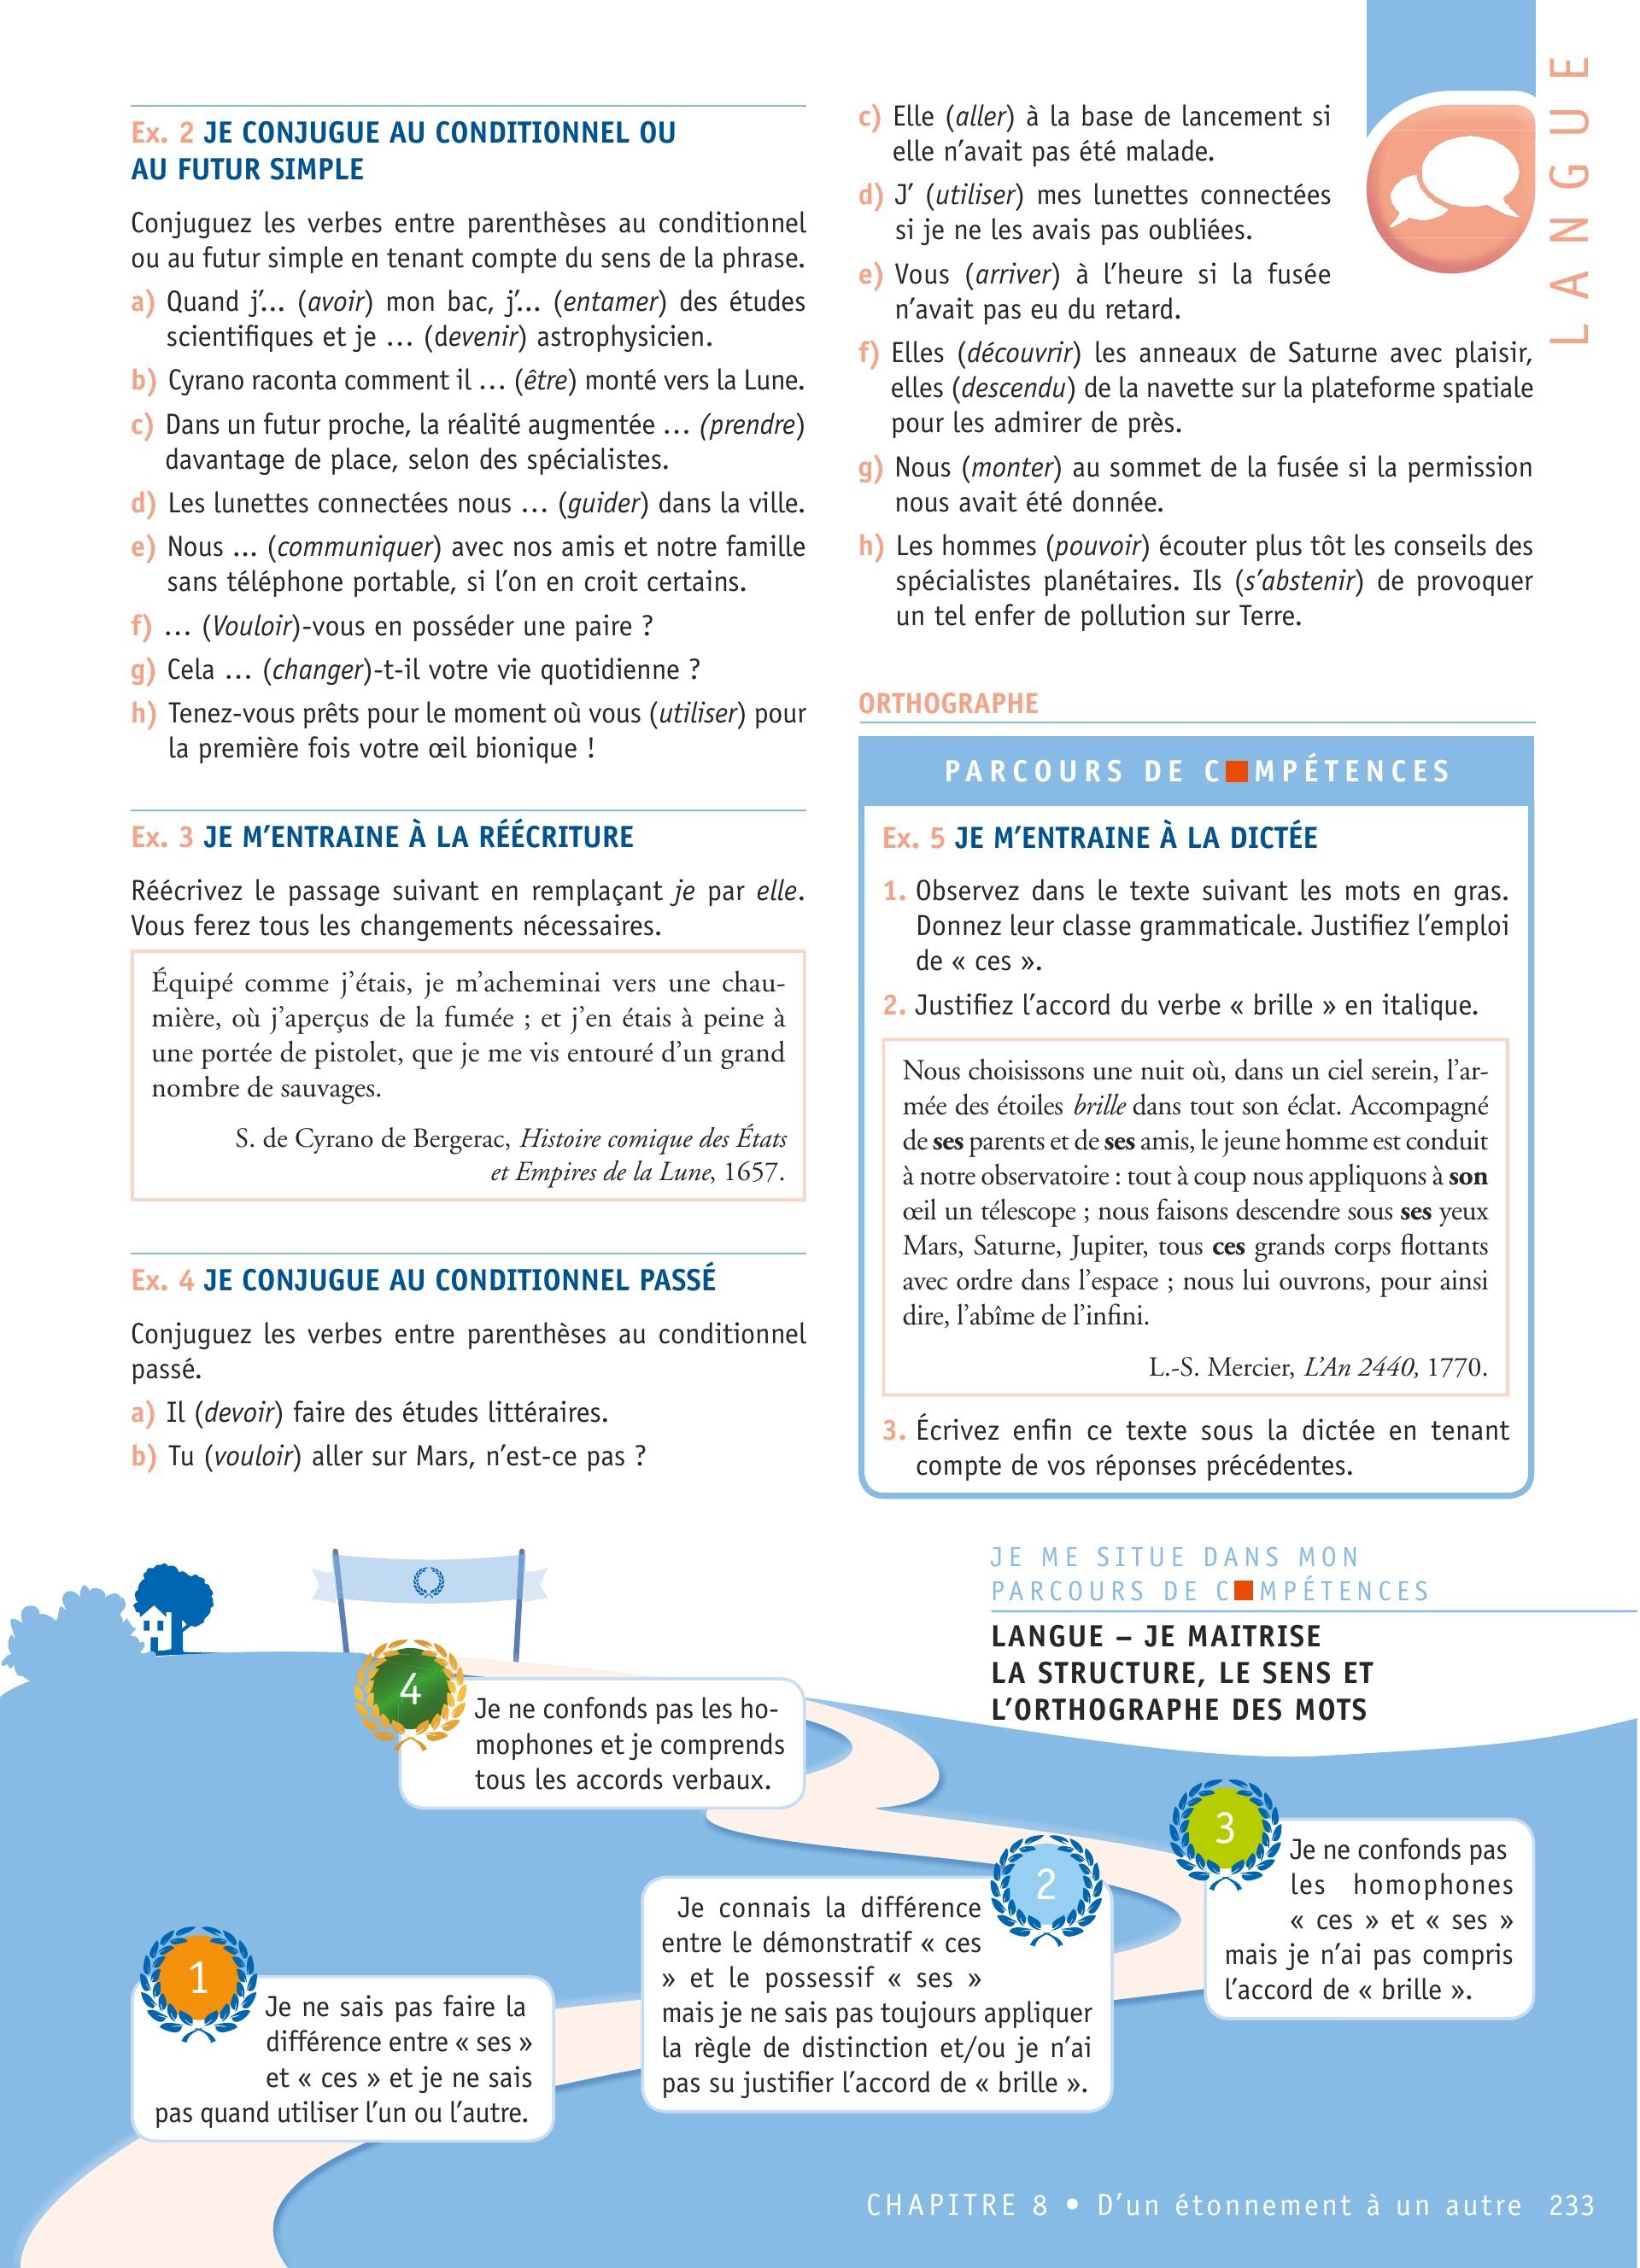 LANGUE
Ex. 2 JE CONJUGUE AU CONDITIONNEL OU
AU FUTUR SIMPLE
Conjuguez les verbes entre parenthèses au conditionnel
ou au futur simple en tenant compte du sens de la phrase.
a) Quand j’… (avoir) mon bac, j’… (entamer) des études
scientifiques et je … (devenir) astrophysicien.
b) Cyrano raconta comment il … (être) monté vers la Lune.
c) Dans un futur proche, la réalité augmentée … (prendre)
davantage de place, selon des spécialistes.
d) Les lunettes connectées nous … (guider) dans la ville.
e) Nous … (communiquer) avec nos amis et notre famille
sans téléphone portable, si l’on en croit certains.
f) … (Vouloir)-vous en posséder une paire ?
g) Cela … (changer)-t-il votre vie quotidienne ?
h) Tenez-vous prêts pour le moment où vous (utiliser) pour
la première fois votre œil bionique !
Ex. 3 JE M’ENTRAINE À LA RÉÉCRITURE
Réécrivez le passage suivant en remplaçant je par elle.
Vous ferez tous les changements nécessaires.
Équipé comme j’étais, je m’acheminai vers une chau-
mière, où j’aperçus de la fumée ; et j’en étais à peine à
une portée de pistolet, que je me vis entouré d’un grand
nombre de sauvages.
S. de Cyrano de Bergerac, Histoire comique des États
et Empires de la Lune, 1657.
Ex. 4 JE CONJUGUE AU CONDITIONNEL PASSÉ
Conjuguez les verbes entre parenthèses au conditionnel
passé.
a) Il (devoir) faire des études littéraires.
b) Tu (vouloir) aller sur Mars, n’est-ce pas ?
c) Elle (aller) à la base de lancement si
elle n’avait pas été malade.
d) J’ (utiliser) mes lunettes connectées
si je ne les avais pas oubliées.
e) Vous (arriver) à l’heure si la fusée
n’avait pas eu du retard.
f) Elles (découvrir) les anneaux de Saturne avec plaisir,
elles (descendu) de la navette sur la plateforme spatiale
pour les admirer de près.
g) Nous (monter) au sommet de la fusée si la permission
nous avait été donnée.
h) Les hommes (pouvoir) écouter plus tôt les conseils des
spécialistes planétaires. Ils (s’abstenir) de provoquer
un tel enfer de pollution sur Terre.
ORTHOGRAPHE
PARCOURS DE C■MPÉTENCES
Ex. 5 JE M’ENTRAINE À LA DICTÉE
1. Observez dans le texte suivant les mots en gras.
Donnez leur classe grammaticale. Justifiez l’emploi
de « ces ».
2. Justifiez l’accord du verbe « brille » en italique.
Nous choisissons une nuit où, dans un ciel serein, l’ar-
mée des étoiles brille dans tout son éclat. Accompagné
de ses parents et de ses amis, le jeune homme est conduit
à notre observatoire : tout à coup nous appliquons à son
œil un télescope ; nous faisons descendre sous ses yeux
Mars, Saturne, Jupiter, tous ces grands corps flottants
avec ordre dans l’espace ; nous lui ouvrons, pour ainsi
dire, l’abîme de l’infini.
L.-S. Mercier, L’An 2440, 1770.
3. Écrivez enfin ce texte sous la dictée en tenant
compte de vos réponses précédentes.
JE ME SITUE DANS MON
PARCOURS DE C■MPÉTENCES
LANGUE – JE MAITRISE
LA STRUCTURE, LE SENS ET
L’ORTHOGRAPHE DES MOTS
4
Je ne confonds pas les ho-
mophones et je comprends
tous les accords verbaux.
3
Je ne confonds pas
les homophones
« ces » et « ses »
mais je n’ai pas compris
l’accord de « brille ».
2
Je connais la différence
entre le démonstratif « ces
» et le possessif « ses »
mais je ne sais pas toujours appliquer
la règle de distinction et/ou je n’ai
pas su justifier l’accord de « brille ».
1
Je ne sais pas faire la
différence entre « ses »
et « ces » et je ne sais
pas quand utiliser l’un ou l’autre.
CHAPITRE 8 • D’un étonnement à un autre 233